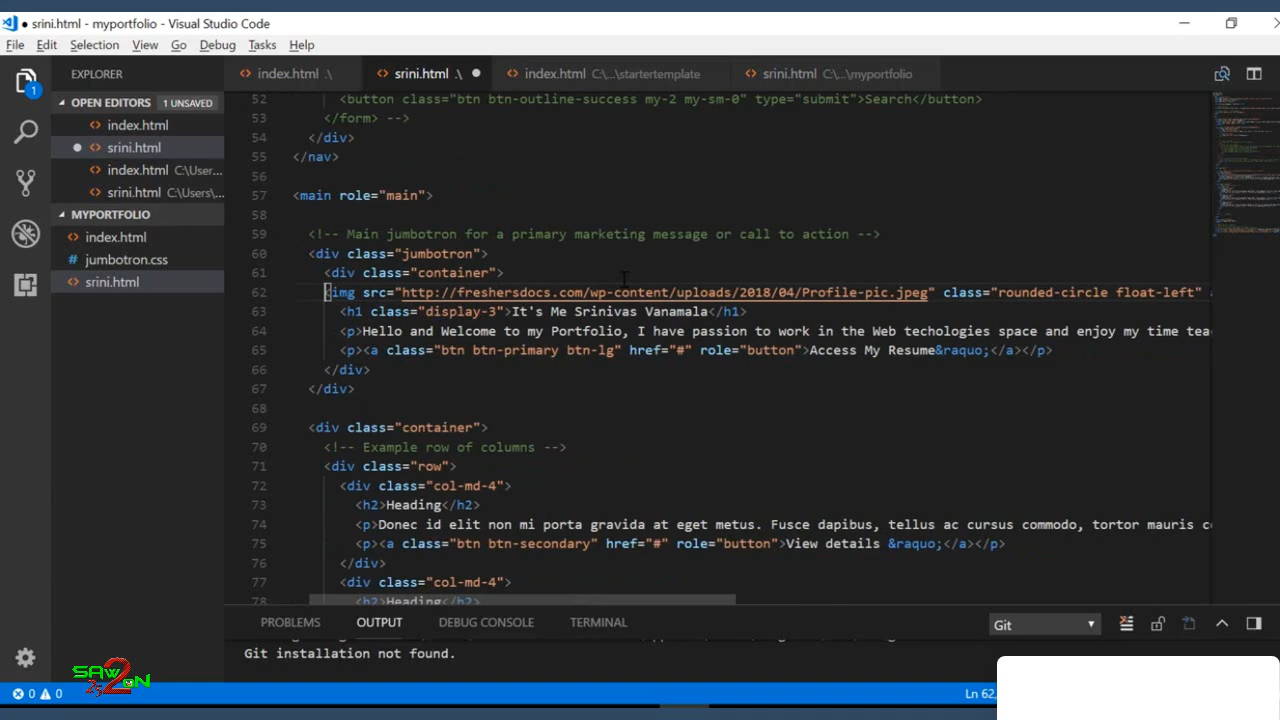 srini.html - myportfolio - Visual Studio Code
File Edit Selection View Go Debug Tasks Help
EXPLORER
index.html .\
srini.html .\
index.html C:\...\startertemplate
srini.html C:\...\myportfolio
1
OPEN EDITORS 1 UNSAVED
index.html
srini.html
index.html C:\User...
srini.html C:\Users\...
MYPORTFOLIO
index.html
jumbotron.css
srini.html
52 <button class="btn btn-outline-success my-2 my-sm-0" type="submit">Search</button>
53 </form> -->
54 </div>
55 </nav>
56
57 <main role="main">
58
59 <!-- Main jumbotron for a primary marketing message or call to action -->
60 <div class="jumbotron">
61 <div class="container">
62 <img src="http://freshersdocs.com/wp-content/uploads/2018/04/Profile-pic.jpeg" class="rounded-circle float-left"
63 <h1 class="display-3">It's Me Srinivas Vanamala</h1>
64 <p>Hello and Welcome to my Portfolio, I have passion to work in the Web techologies space and enjoy my time tea
65 <p><a class="btn btn-primary btn-lg" href="#" role="button">Access My Resume&raquo;</a></p>
66 </div>
67 </div>
68
69 <div class="container">
70 <!-- Example row of columns -->
71 <div class="row">
72 <div class="col-md-4">
73 <h2>Heading</h2>
74 <p>Donec id elit non mi porta gravida at eget metus. Fusce dapibus, tellus ac cursus commodo, tortor mauris c
75 <p><a class="btn btn-secondary" href="#" role="button">View details &raquo;</a></p>
76 </div>
77 <div class="col-md-4">
78 <h2>Heading</h2>
PROBLEMS OUTPUT DEBUG CONSOLE TERMINAL
Git
Git installation not found.
0 0
Ln 62,